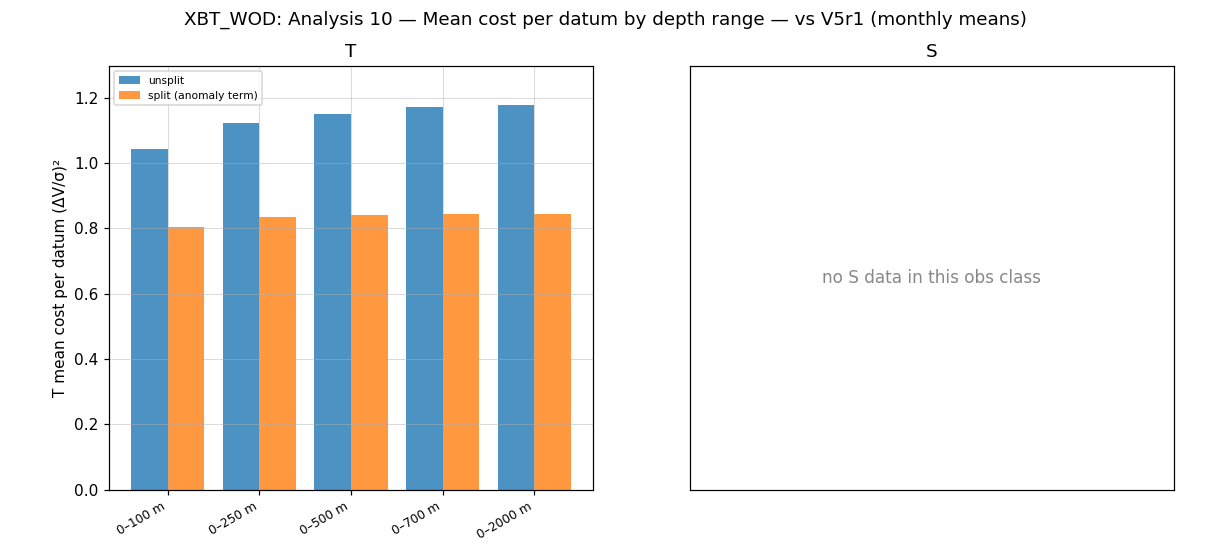 XBT_WOD: Analysis 10 — Mean cost per datum by depth range — vs V5r1 (monthly means)
T
unsplit
split (anomaly term)
T mean cost per datum (ΔV/σ)²
1.2
1.0
0.8
0.6
0.4
0.2
0.0
0–100 m
0–250 m
0–500 m
0–700 m
0–2000 m
S
no S data in this obs class